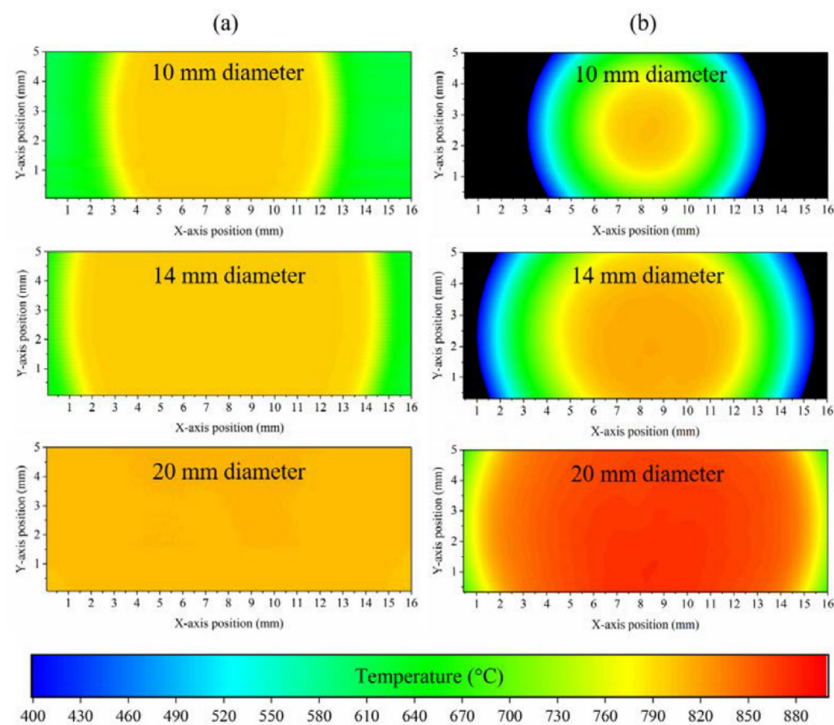 (a)
(b)
5
4
3
2
1
Y-axis position (mm)
10 mm diameter
1 2 3 4 5 6 7 8 9 10 11 12 13 14 15 16
X-axis position (mm)
5
4
3
2
1
Y-axis position (mm)
10 mm diameter
1 2 3 4 5 6 7 8 9 10 11 12 13 14 15 16
X-axis position (mm)
5
4
3
2
1
Y-axis position (mm)
14 mm diameter
1 2 3 4 5 6 7 8 9 10 11 12 13 14 15 16
X-axis position (mm)
5
4
3
2
1
Y-axis position (mm)
14 mm diameter
1 2 3 4 5 6 7 8 9 10 11 12 13 14 15 16
X-axis position (mm)
5
4
3
2
1
Y-axis position (mm)
20 mm diameter
1 2 3 4 5 6 7 8 9 10 11 12 13 14 15 16
X-axis position (mm)
5
4
3
2
1
Y-axis position (mm)
20 mm diameter
1 2 3 4 5 6 7 8 9 10 11 12 13 14 15 16
X-axis position (mm)
Temperature (°C)
400 430 460 490 520 550 580 610 640 670 700 730 760 790 820 850 880